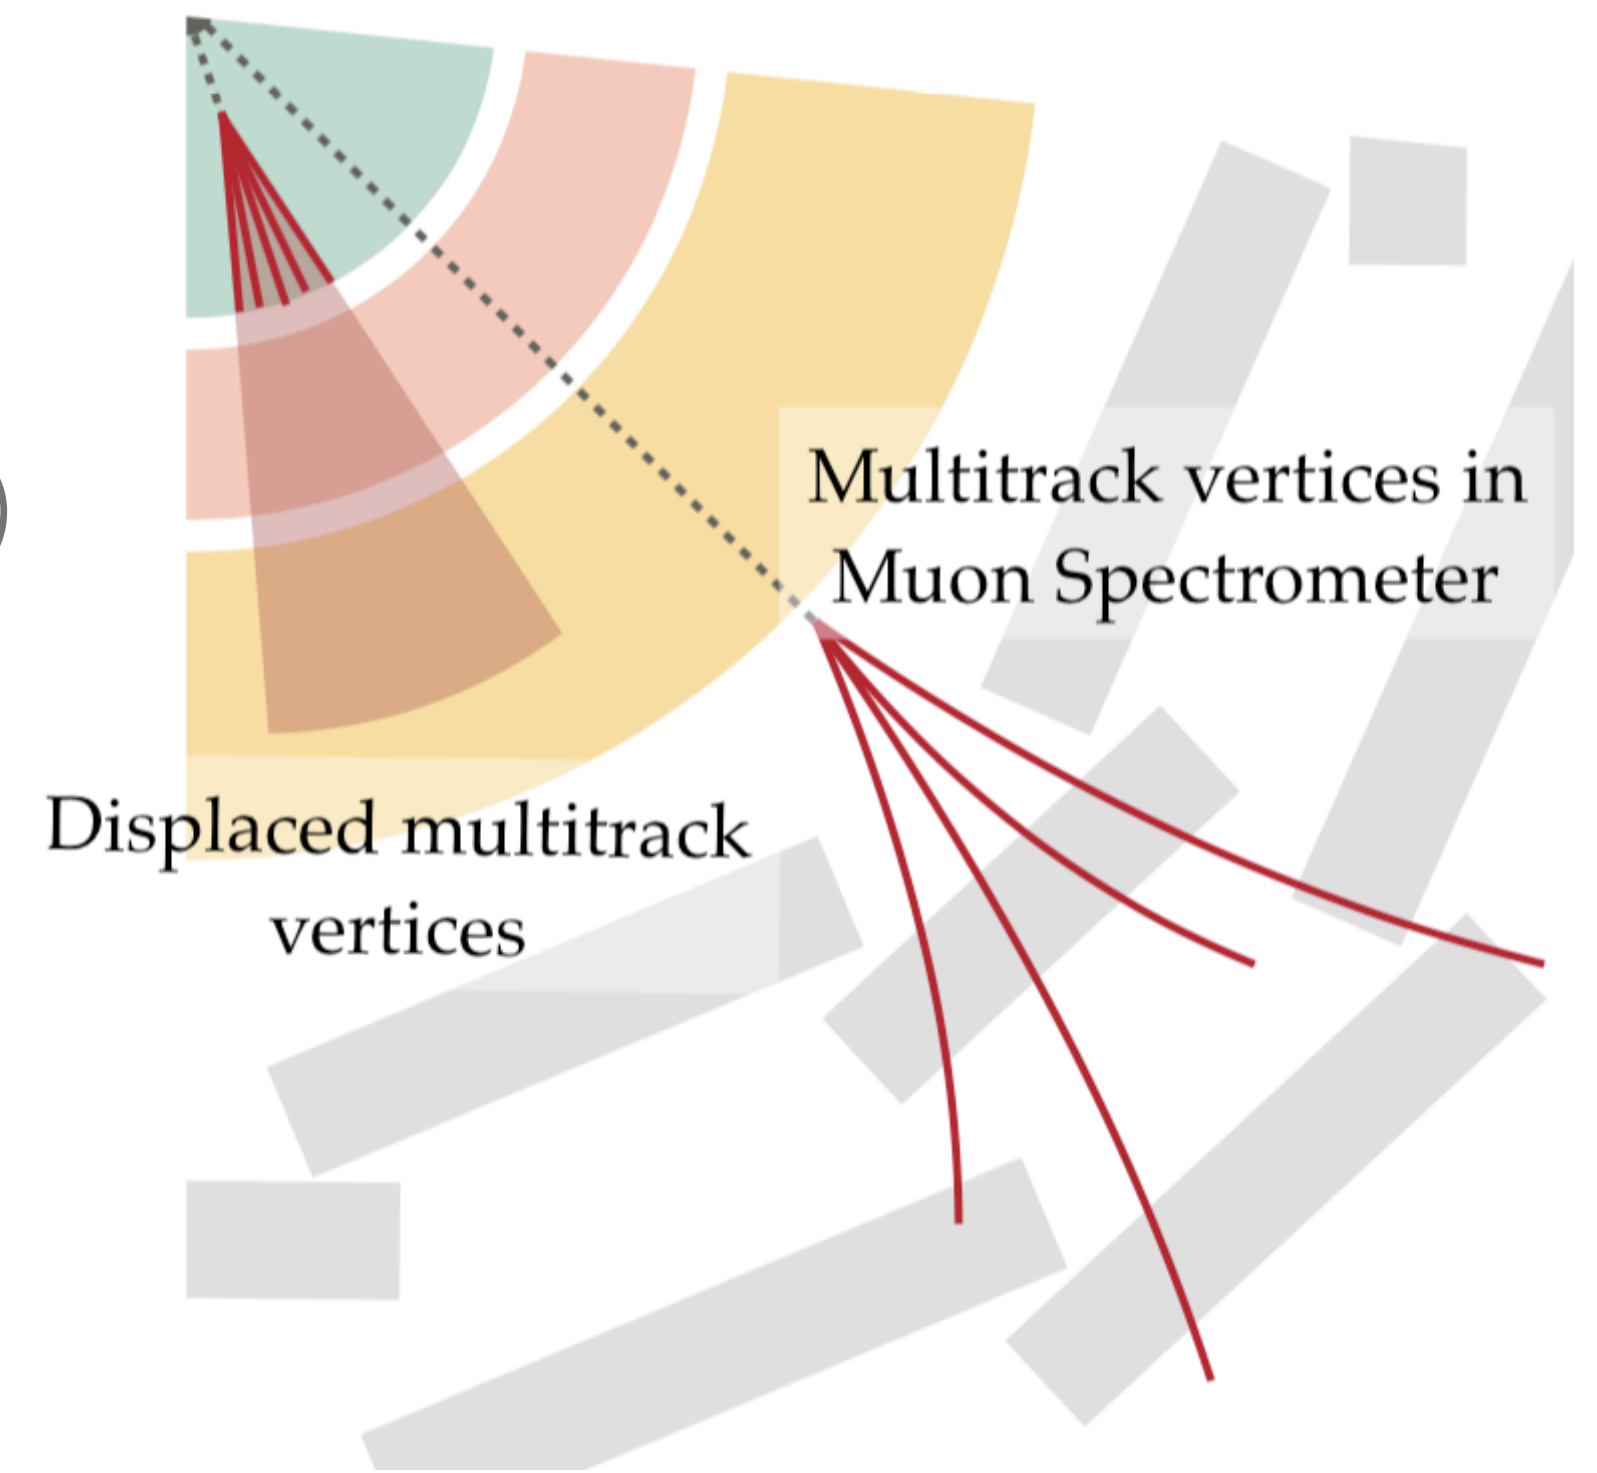 Multitrack vertices in
Muon Spectrometer
Displaced multitrack
vertices